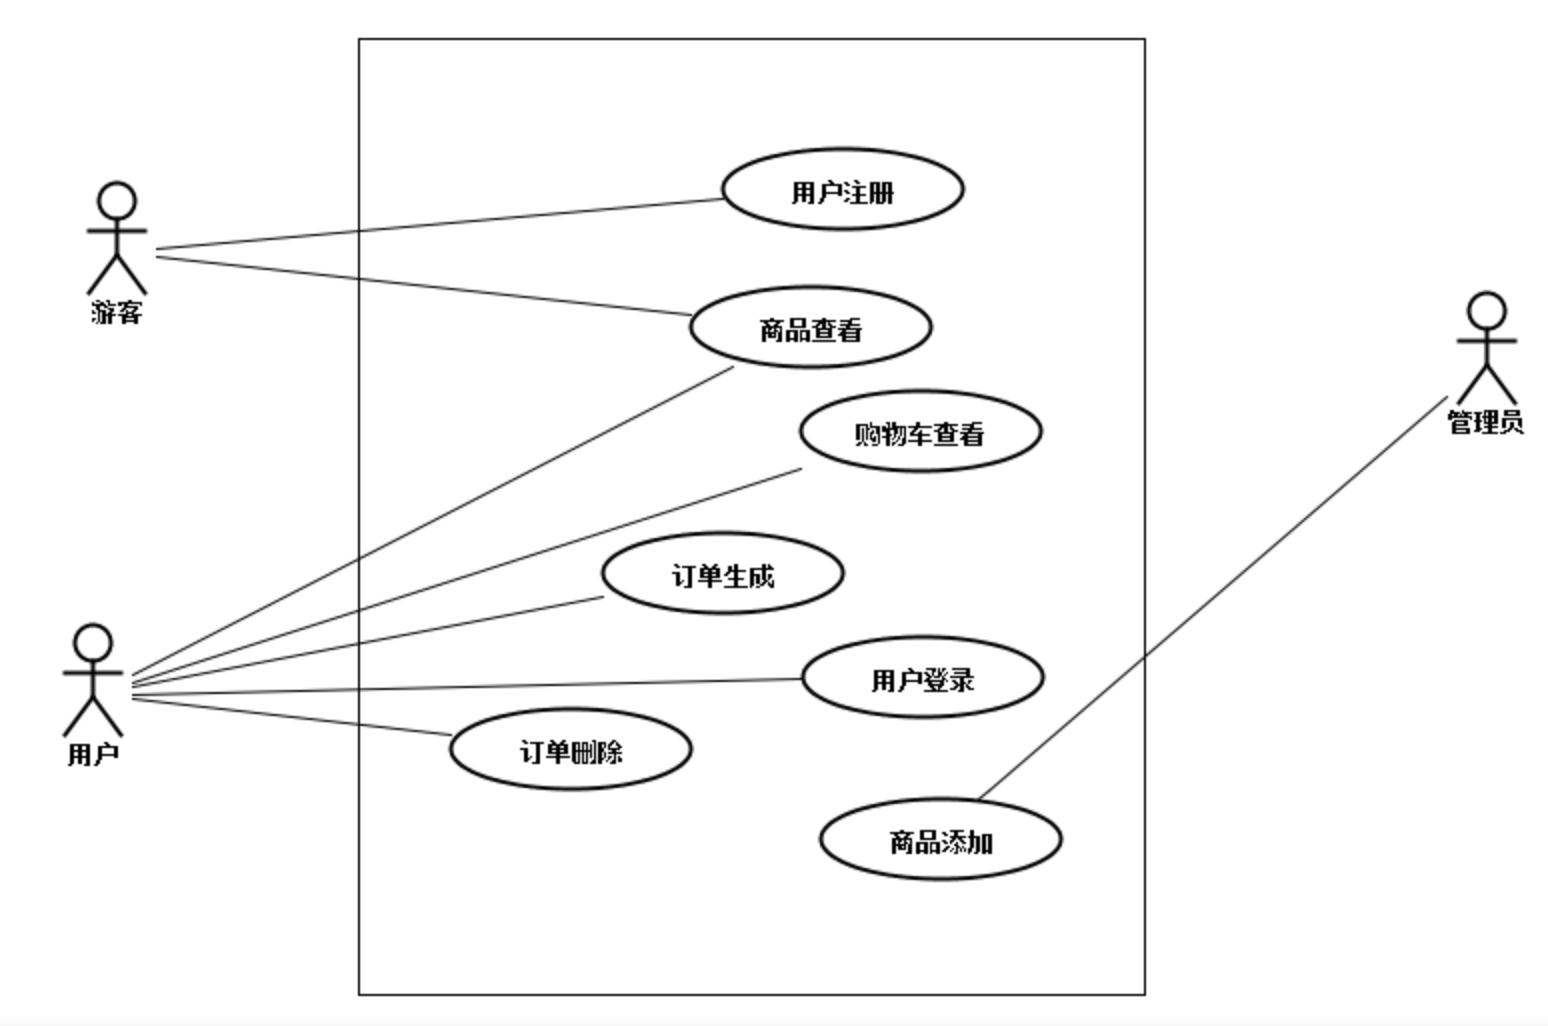 用户注册
游客
商品查看
管理员
购物车查看
订单生成
用户登录
用户
订单删除
商品添加